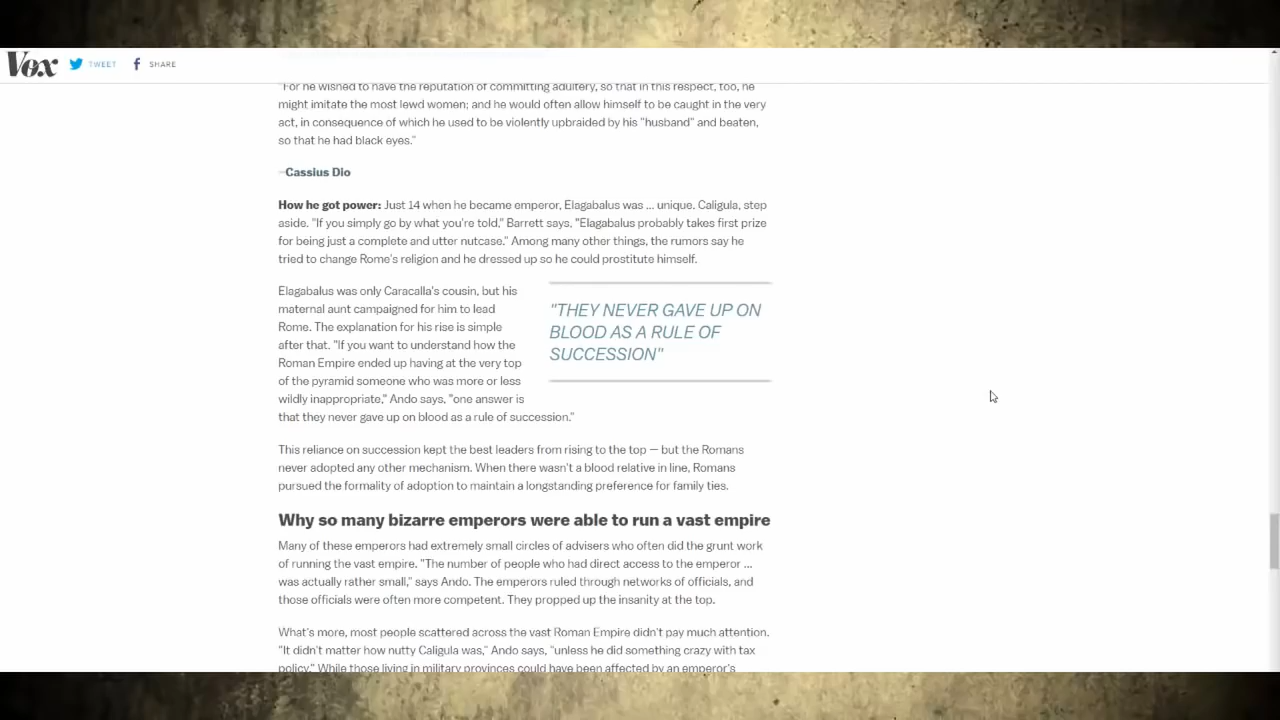 Vox TWEET SHARE
"For he wished to have the reputation of committing adultery, so that in this respect, too, he
might imitate the most lewd women; and he would often allow himself to be caught in the very
act, in consequence of which he used to be violently upbraided by his "husband" and beaten,
so that he had black eyes."
—Cassius Dio
How he got power: Just 14 when he became emperor, Elagabalus was ... unique. Caligula, step
aside. "If you simply go by what you're told," Barrett says, "Elagabalus probably takes first prize
for being just a complete and utter nutcase." Among many other things, the rumors say he
tried to change Rome's religion and he dressed up so he could prostitute himself.
Elagabalus was only Caracalla's cousin, but his
maternal aunt campaigned for him to lead
Rome. The explanation for his rise is simple
after that. "If you want to understand how the
Roman Empire ended up having at the very top
of the pyramid someone who was more or less
wildly inappropriate," Ando says, "one answer is
that they never gave up on blood as a rule of succession."
"THEY NEVER GAVE UP ON
BLOOD AS A RULE OF
SUCCESSION"
This reliance on succession kept the best leaders from rising to the top — but the Romans
never adopted any other mechanism. When there wasn't a blood relative in line, Romans
pursued the formality of adoption to maintain a longstanding preference for family ties.
Why so many bizarre emperors were able to run a vast empire
Many of these emperors had extremely small circles of advisers who often did the grunt work
of running the vast empire. "The number of people who had direct access to the emperor ...
was actually rather small," says Ando. The emperors ruled through networks of officials, and
those officials were often more competent. They propped up the insanity at the top.
What's more, most people scattered across the vast Roman Empire didn't pay much attention.
"It didn't matter how nutty Caligula was," Ando says, "unless he did something crazy with tax
policy." While those living in military provinces could have been affected by an emperor's